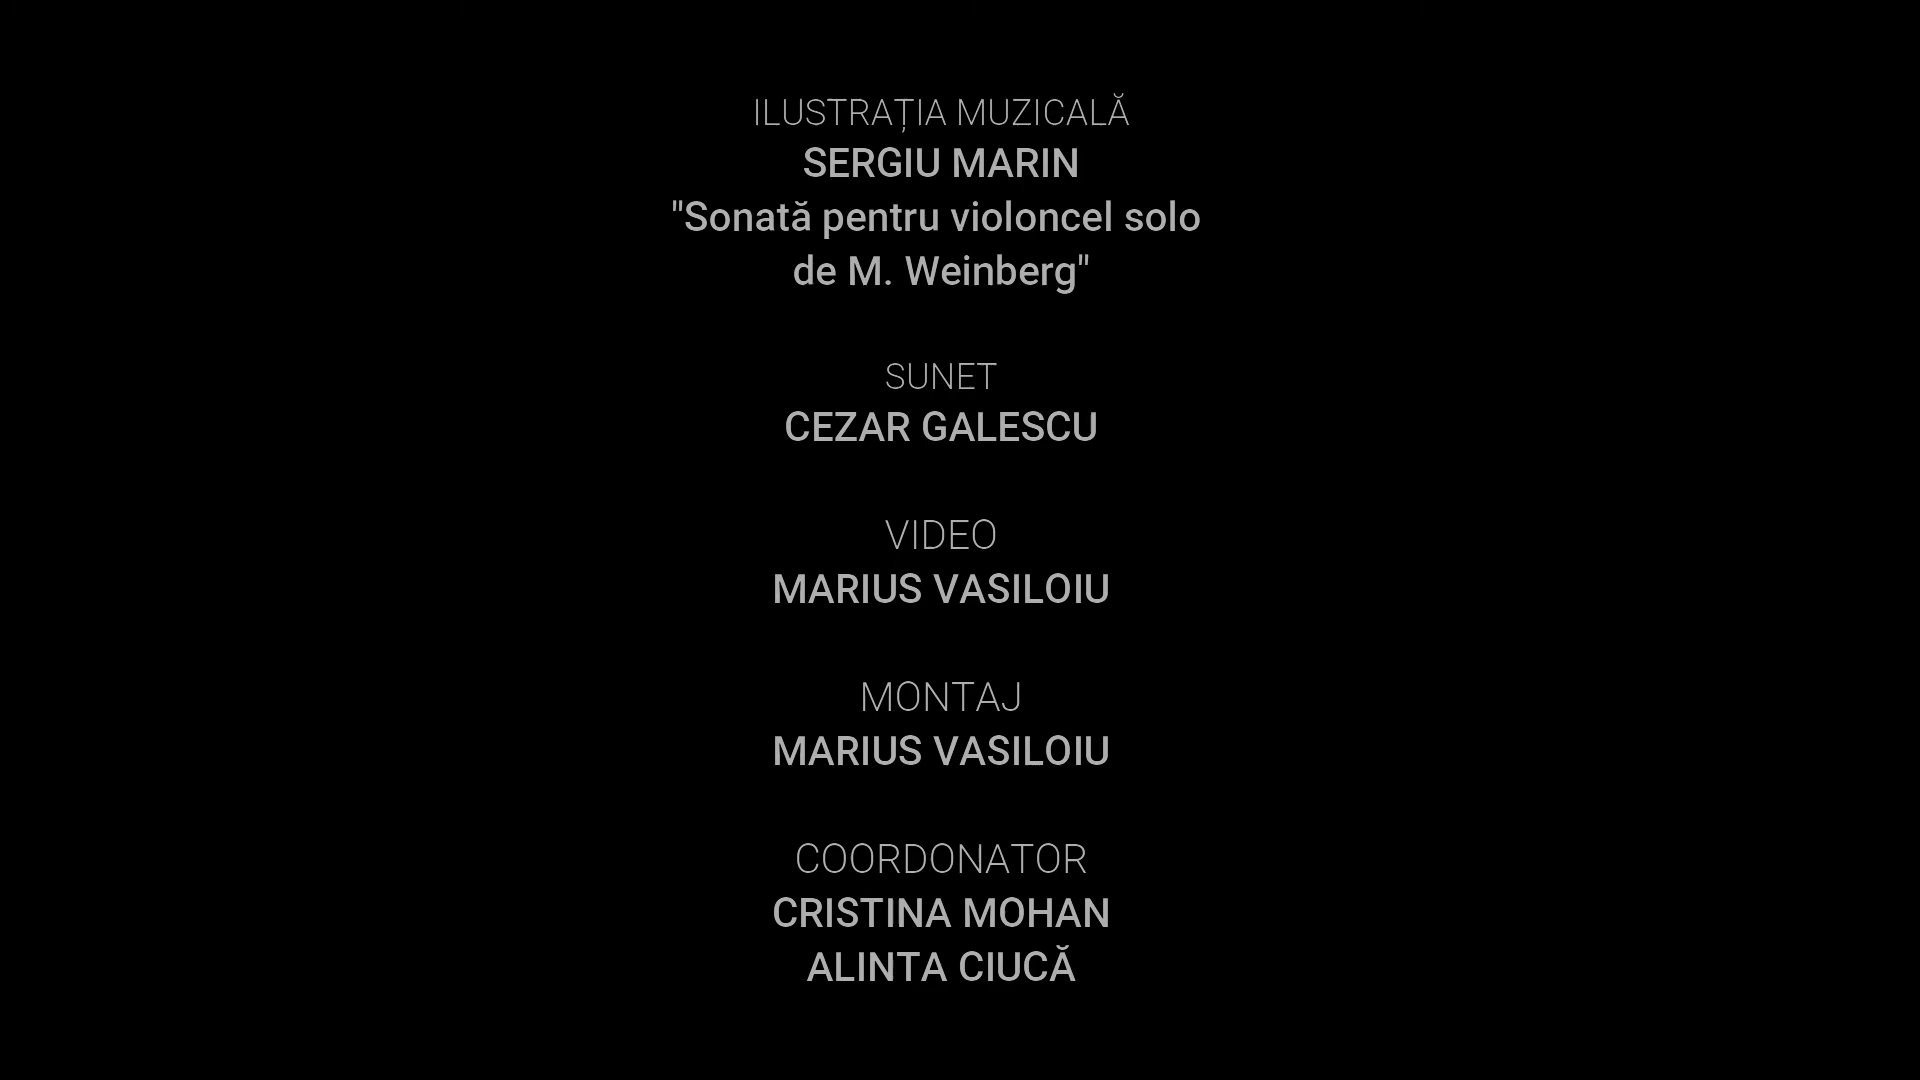 ILUSTRAȚIA MUZICALĂ
SERGIU MARIN
"Sonată pentru violoncel solo
de M. Weinberg"
SUNET
CEZAR GALESCU
VIDEO
MARIUS VASILOIU
MONTAJ
MARIUS VASILOIU
COORDONATOR
CRISTINA MOHAN
ALINTA CIUCĂ